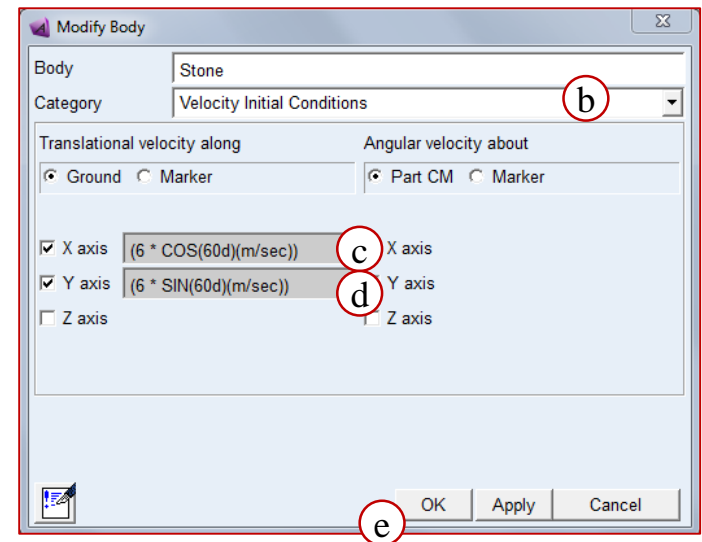 Modify Body
Body Stone
Category Velocity Initial Conditions b
Translational velocity along Angular velocity about
Ground Marker Part CM Marker
X axis (6 * COS(60d)(m/sec)) c X axis
Y axis (6 * SIN(60d)(m/sec)) d Y axis
Z axis Z axis
OK Apply Cancel
e